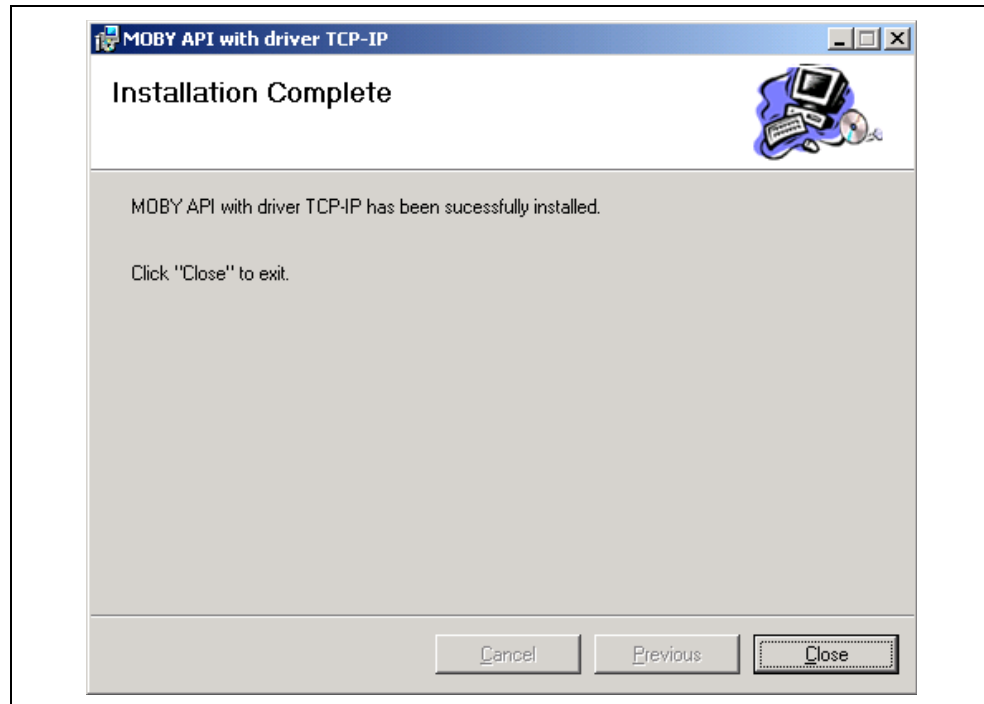 MOBY API with driver TCP-IP
Installation Complete
MOBY API with driver TCP-IP has been sucessfully installed.
Click "Close" to exit.
Cancel
Previous
Close